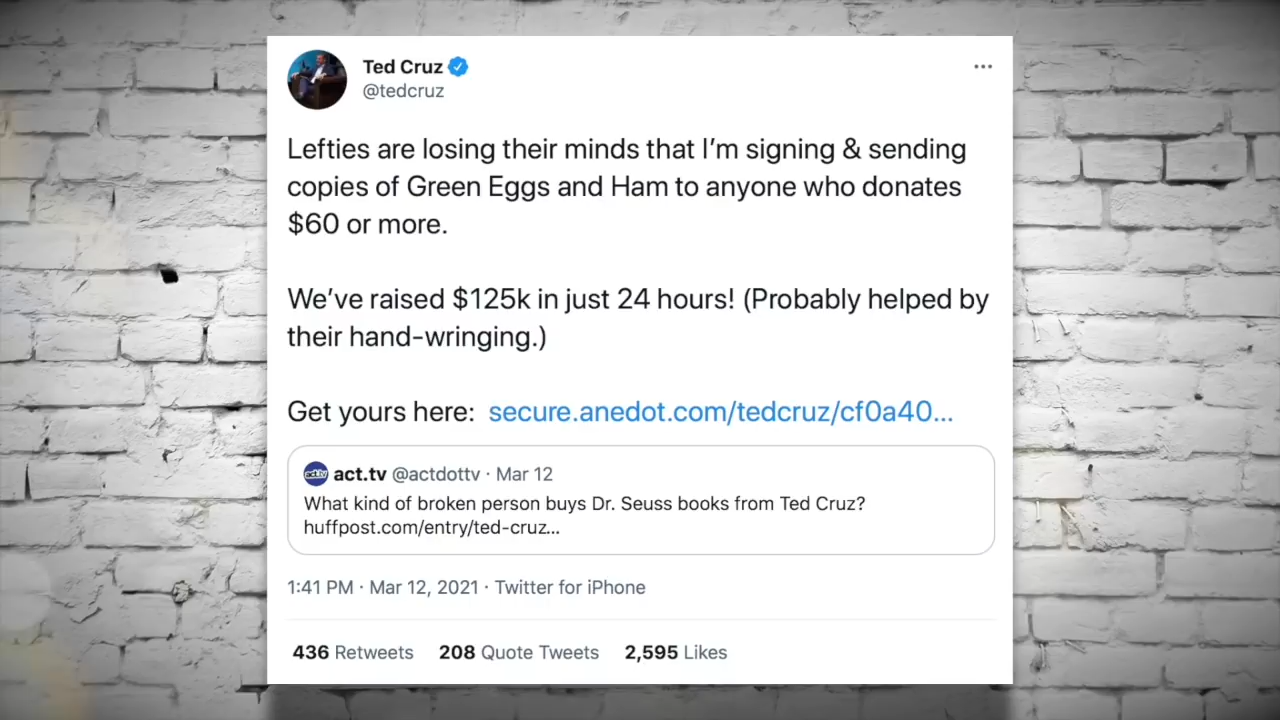 Ted Cruz
@tedcruz
Lefties are losing their minds that I’m signing & sending
copies of Green Eggs and Ham to anyone who donates
$60 or more.
We’ve raised $125k in just 24 hours! (Probably helped by
their hand-wringing.)
Get yours here: secure.anedot.com/tedcruz/cf0a40...
act.tv
act.tv @actdottv · Mar 12
What kind of broken person buys Dr. Seuss books from Ted Cruz?
huffpost.com/entry/ted-cruz...
1:41 PM · Mar 12, 2021 · Twitter for iPhone
436 Retweets 208 Quote Tweets 2,595 Likes